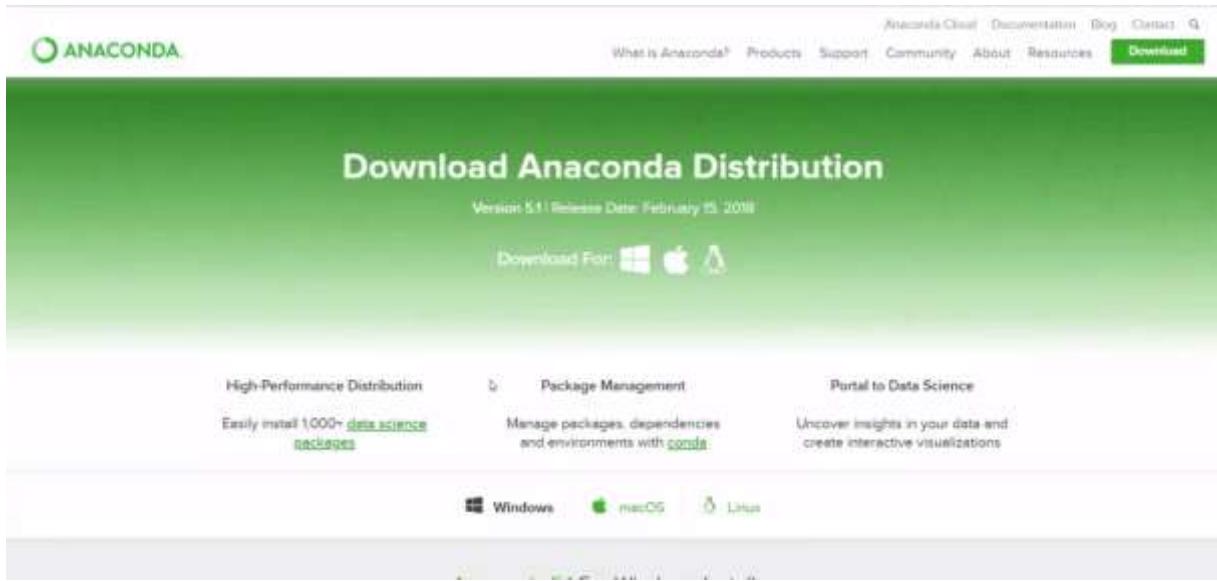 Anaconda Cloud Documentation Blog Contact
ANACONDA
What is Anaconda? Products Support Community About Resources Download
Download Anaconda Distribution
Version 5.1 | Release Date: February 15, 2018
Download For:
High-Performance Distribution
Easily install 1,000+ data science
packages
Package Management
Manage packages, dependencies
and environments with conda
Portal to Data Science
Uncover insights in your data and
create interactive visualizations
Windows macOS Linux